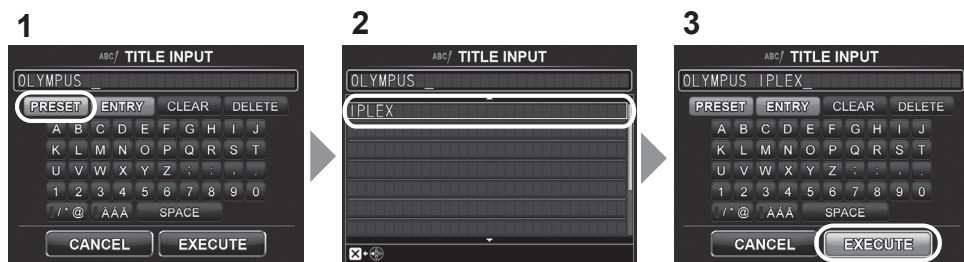 1
ABC/ TITLE INPUT
OLYMPUS _
PRESET ENTRY CLEAR DELETE
A B C D E F G H I J
K L M N O P Q R S T
U V W X Y Z : ; , .
1 2 3 4 5 6 7 8 9 0
/*@ ÀÁÄ SPACE
CANCEL EXECUTE
2
ABC/ TITLE INPUT
OLYMPUS _
IPLEX
3
ABC/ TITLE INPUT
OLYMPUS IPLEX_
PRESET ENTRY CLEAR DELETE
A B C D E F G H I J
K L M N O P Q R S T
U V W X Y Z : ; , .
1 2 3 4 5 6 7 8 9 0
/*@ ÀÁÄ SPACE
CANCEL EXECUTE